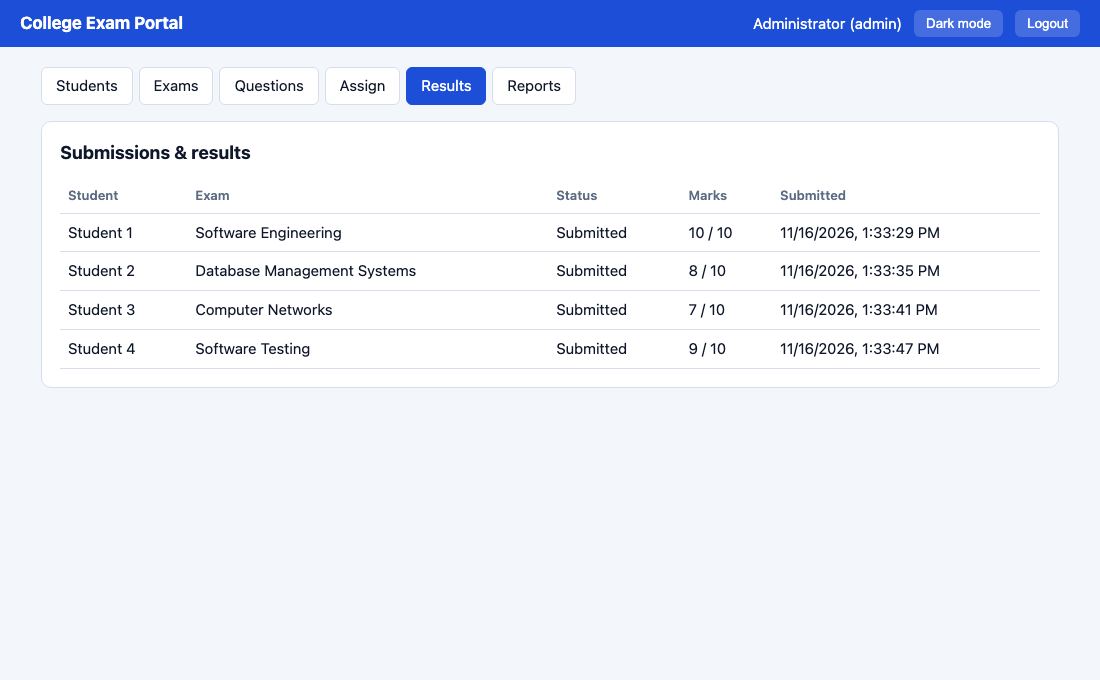 College Exam Portal Administrator (admin) Dark mode Logout
Students Exams Questions Assign Results Reports
Submissions & results
Student Exam Status Marks Submitted
Student 1 Software Engineering Submitted 10 / 10 11/16/2026, 1:33:29 PM
Student 2 Database Management Systems Submitted 8 / 10 11/16/2026, 1:33:35 PM
Student 3 Computer Networks Submitted 7 / 10 11/16/2026, 1:33:41 PM
Student 4 Software Testing Submitted 9 / 10 11/16/2026, 1:33:47 PM